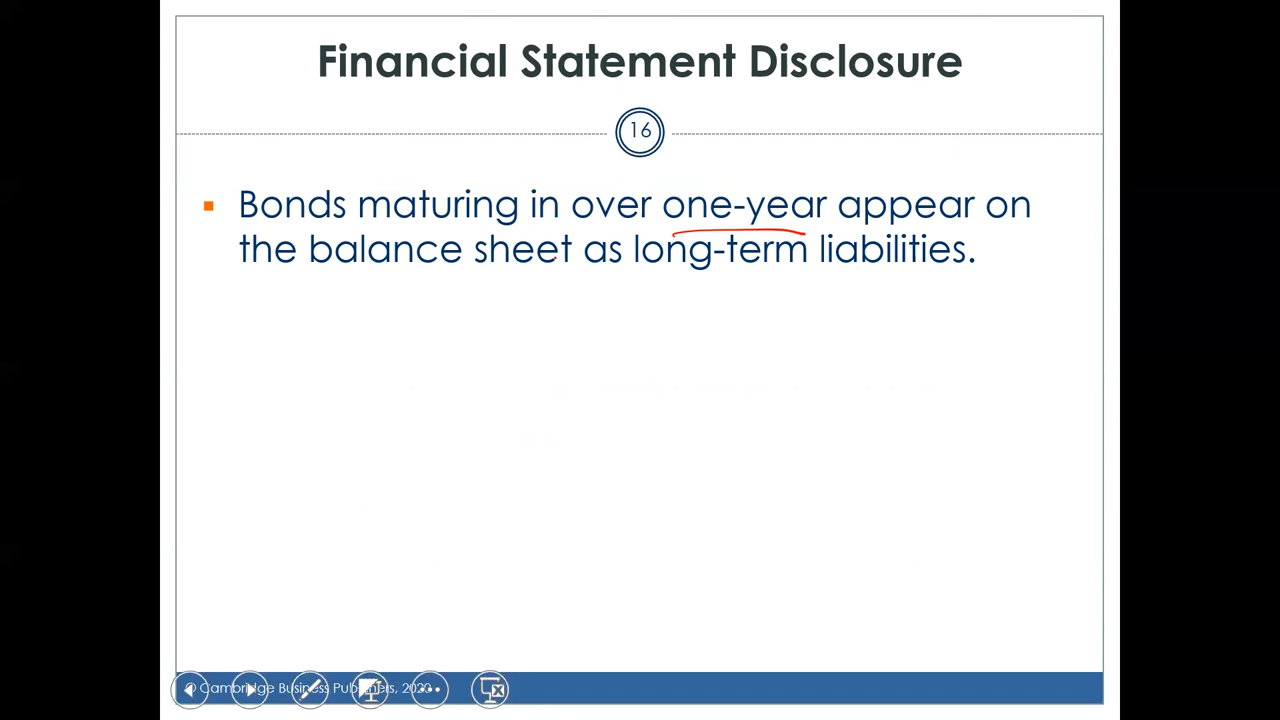 Financial Statement Disclosure
16
Bonds maturing in over one-year appear on
the balance sheet as long-term liabilities.
© Cambridge Business Publishers,